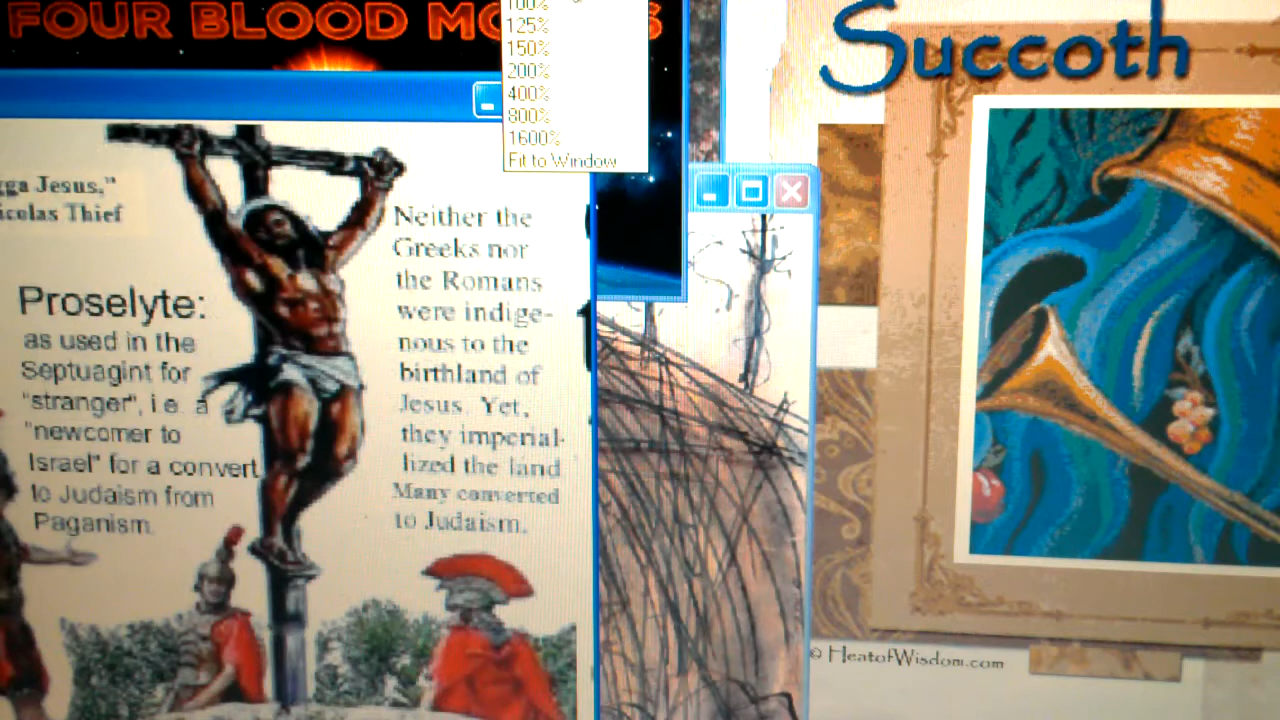 FOUR BLOOD MO S
100%
125%
150%
200%
400%
800%
1600%
Fit to Window
Succoth
gga Jesus,"
icolas Thief
Proselyte:
as used in the
Septuagint for
"stranger", i.e. a
"newcomer to
Israel" for a convert
to Judaism from
Paganism.
Neither the
Greeks nor
the Romans
were indige-
nous to the
birthland of
Jesus. Yet,
they imperial-
lized the land
Many converted
to Judaism.
© HeatofWisdom.com